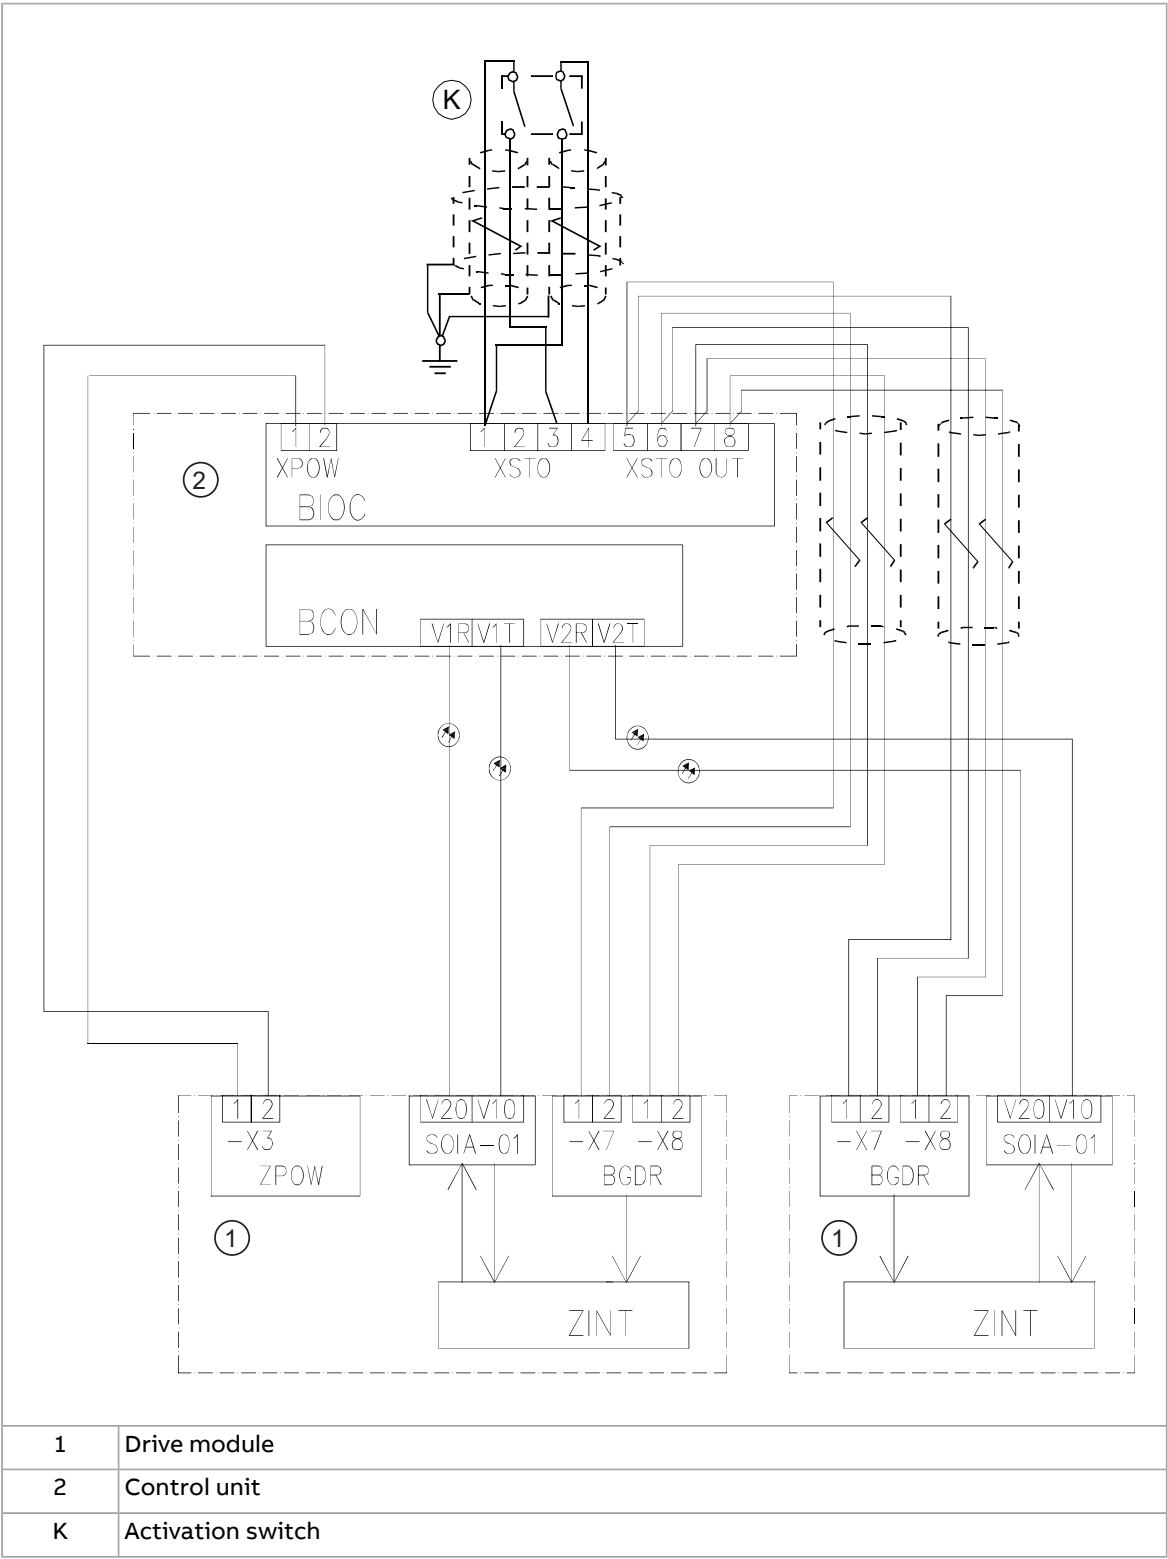 K
1 2
XPOW
1 2 3 4
XSTO
5 6 7 8
XSTO OUT
2
BIOC
BCON
V1R V1T
V2R V2T
1 2
-X3
ZPOW
V20 V10
SOIA-01
1 2
-X7
1 2
-X8
BGDR
1
ZINT
1 2
-X7
1 2
-X8
BGDR
V20 V10
SOIA-01
1
ZINT
1 Drive module
2 Control unit
K Activation switch